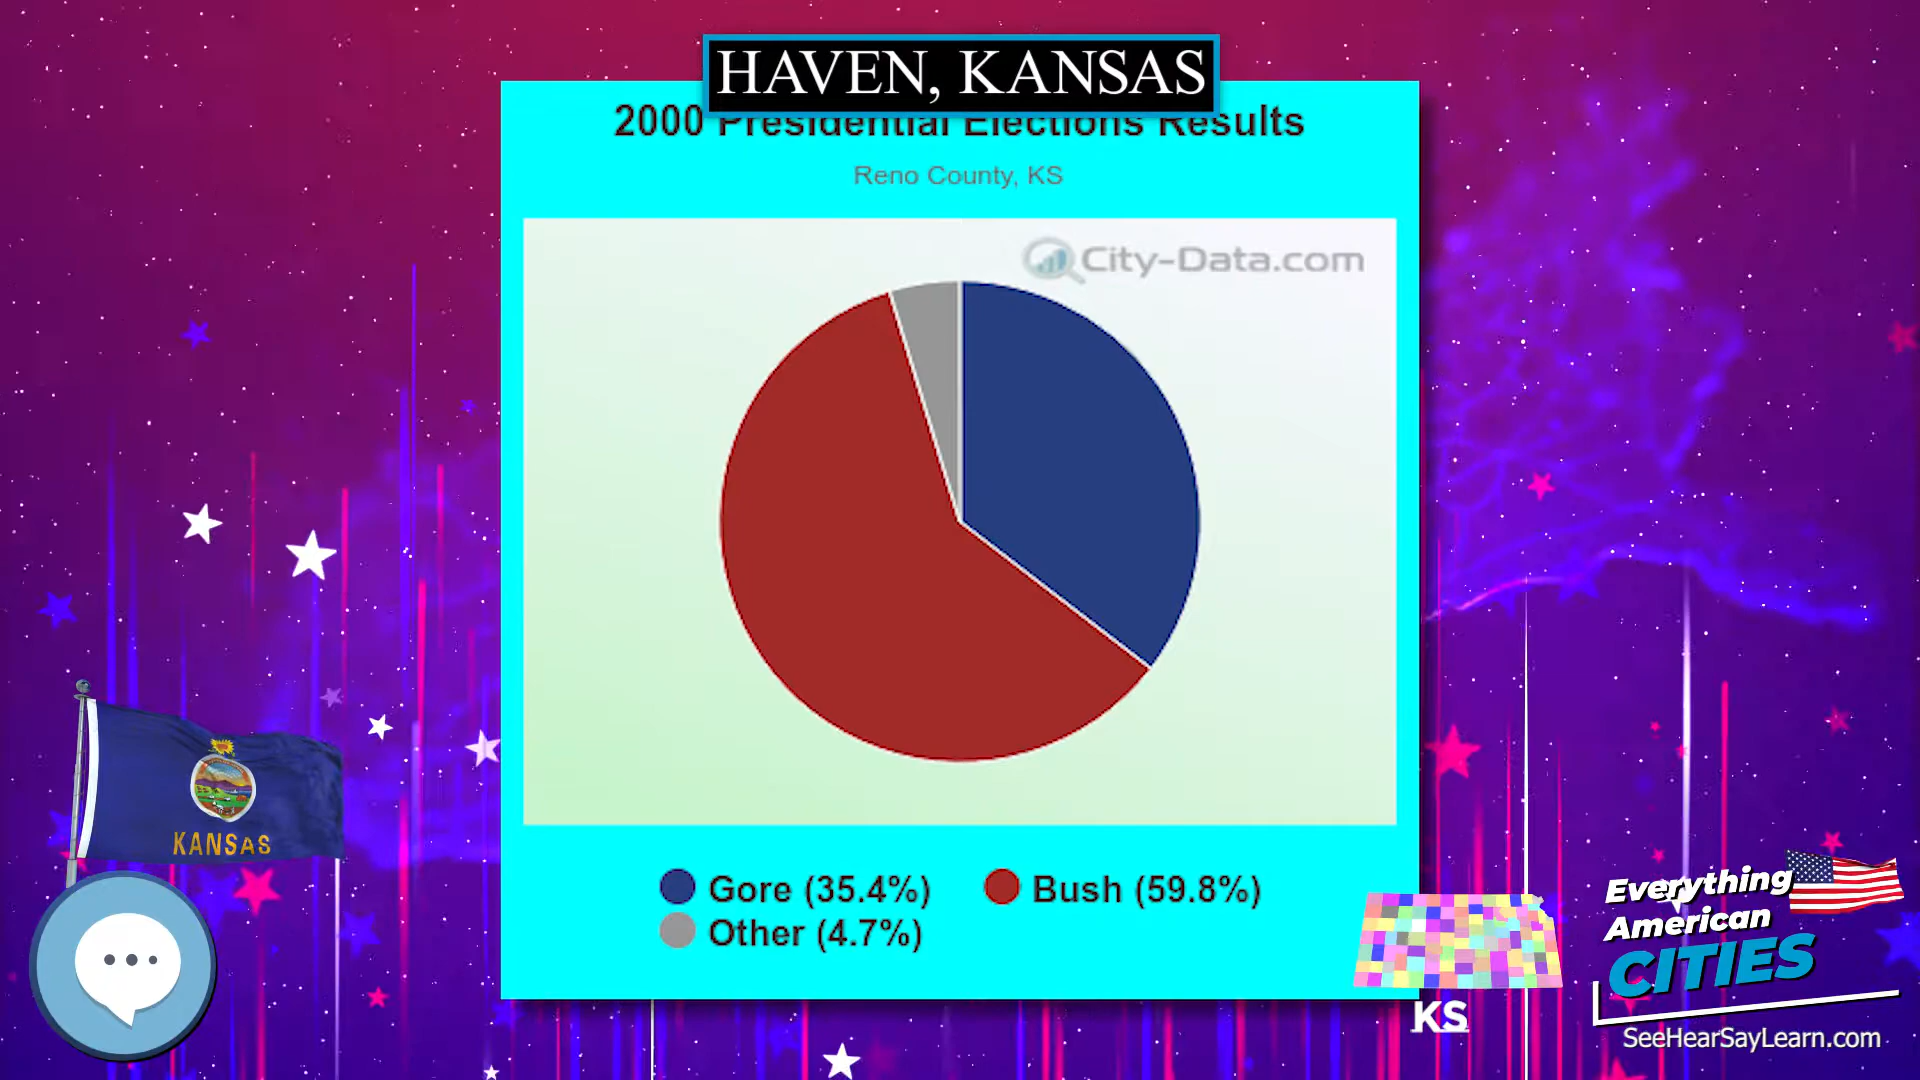 HAVEN, KANSAS
2000 Presidential Elections Results
Reno County, KS
City-Data.com
Gore (35.4%) Bush (59.8%)
Other (4.7%)
KANSAS
KS
Everything
American
CITIES
SeeHearSayLearn.com